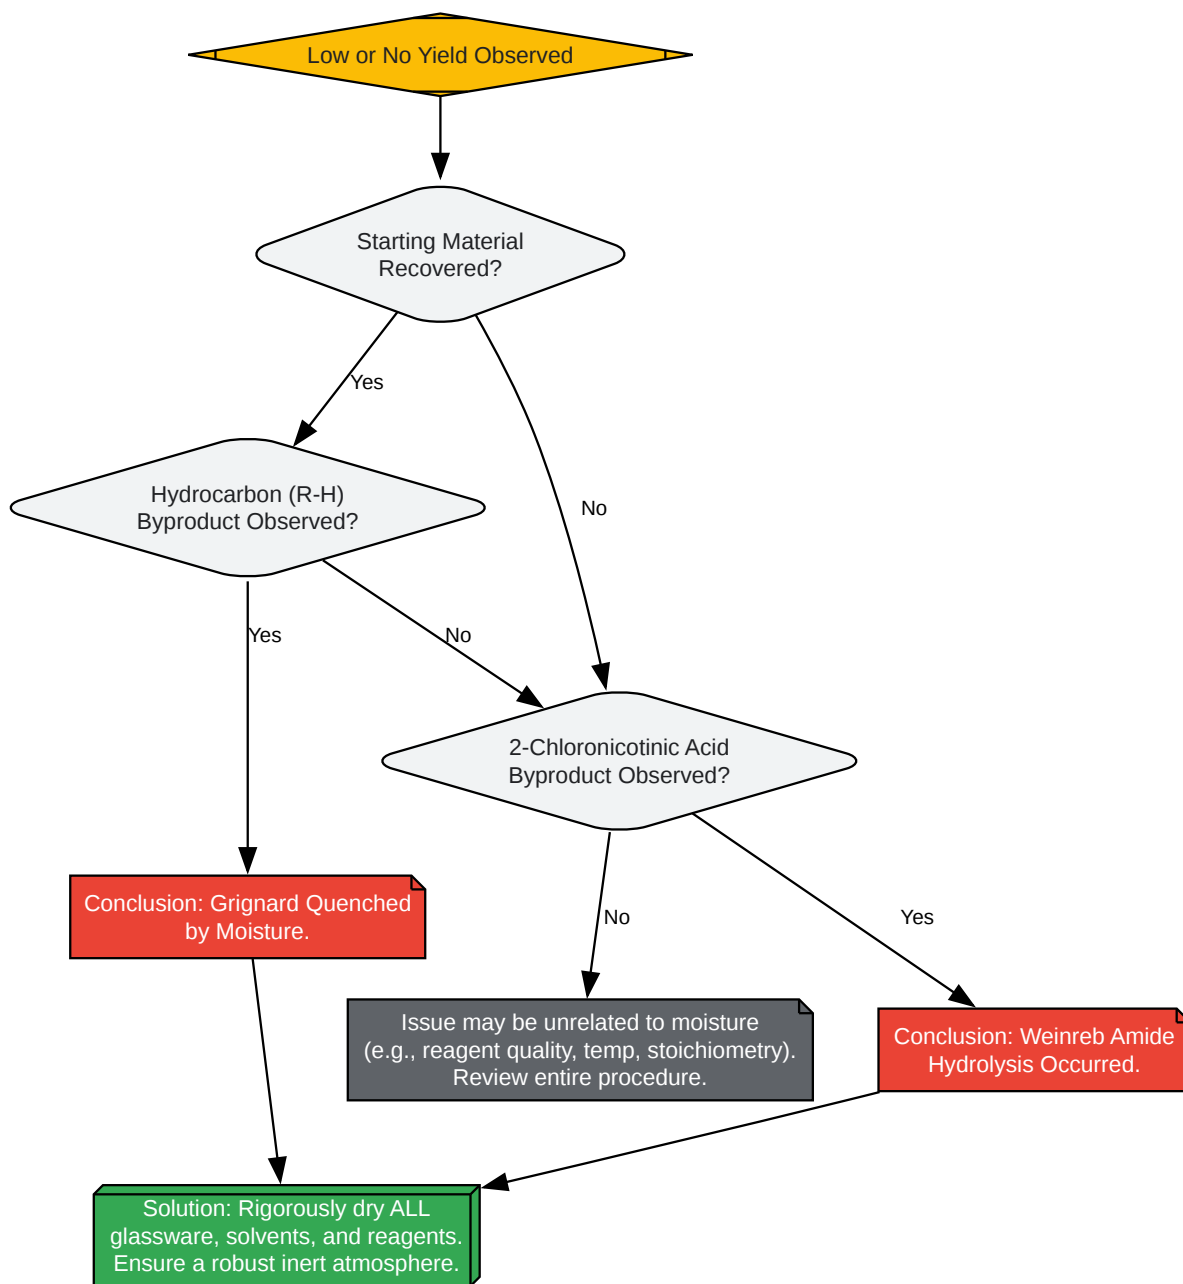 Low or No Yield Observed
Starting Material
Recovered?
Yes
No
Hydrocarbon (R-H)
Byproduct Observed?
Yes
No
2-Chloronicotinic Acid
Byproduct Observed?
No
Yes
Conclusion: Grignard Quenched
by Moisture.
Issue may be unrelated to moisture
(e.g., reagent quality, temp, stoichiometry).
Review entire procedure.
Conclusion: Weinreb Amide
Hydrolysis Occurred.
Solution: Rigorously dry ALL
glassware, solvents, and reagents.
Ensure a robust inert atmosphere.